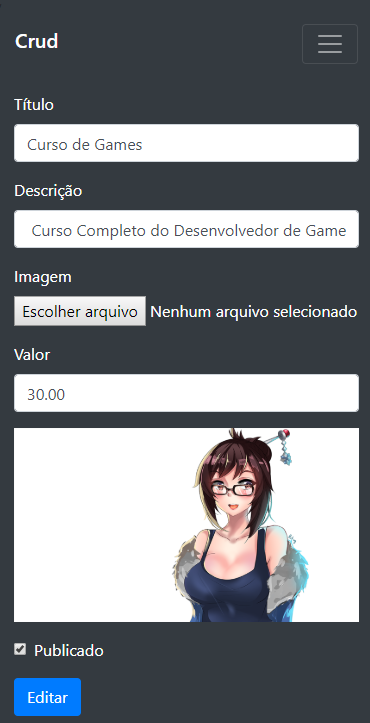 Crud
Título
Curso de Games
Descrição
Curso Completo do Desenvolvedor de Game
Imagem
Escolher arquivo Nenhum arquivo selecionado
Valor
30.00
Publicado
Editar